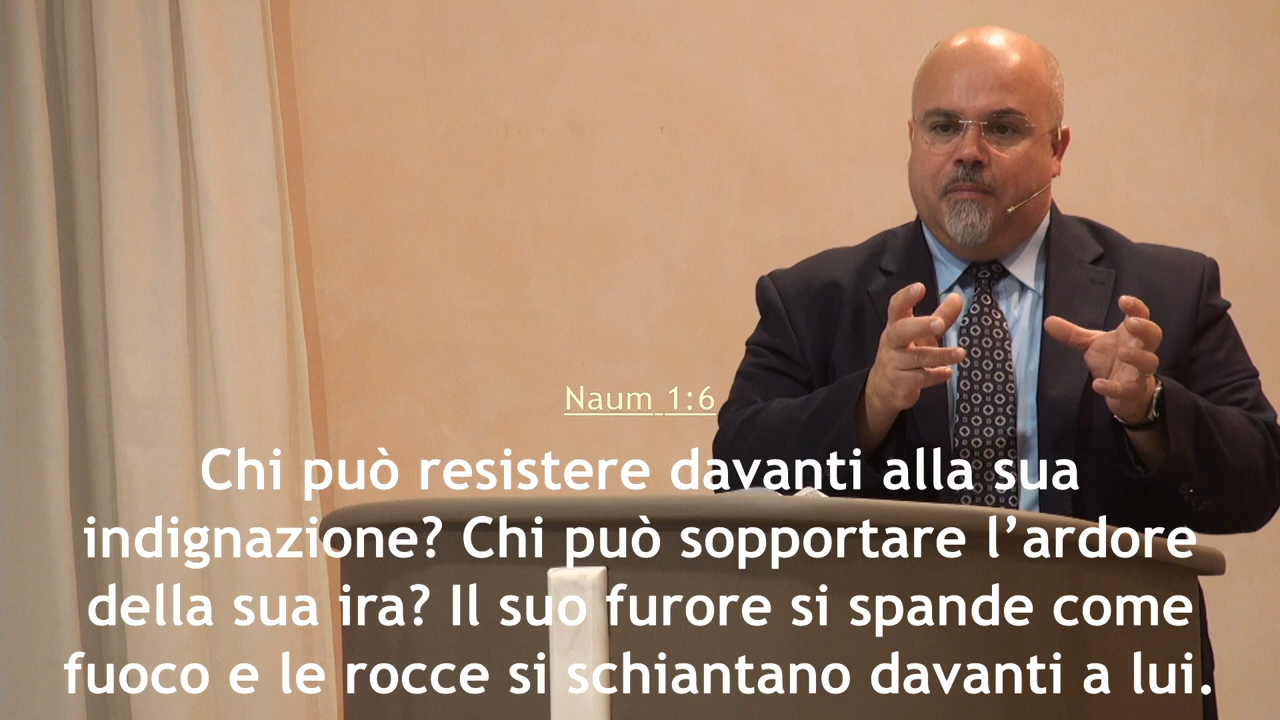 Naum 1:6
Chi può resistere davanti alla sua
indignazione? Chi può sopportare l’ardore
della sua ira? Il suo furore si spande come
fuoco e le rocce si schiantano davanti a lui.